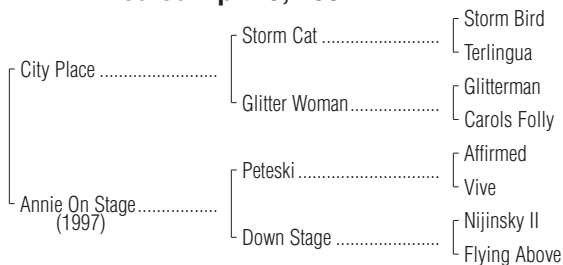 Storm Bird
Storm Cat ........................
Terlingua
City Place ........................
Glitterman
Glitter Woman..................
Carols Folly
Affirmed
Peteski .............................
Vive
Annie On Stage................
(1997)
Nijinsky II
Down Stage .....................
Flying Above